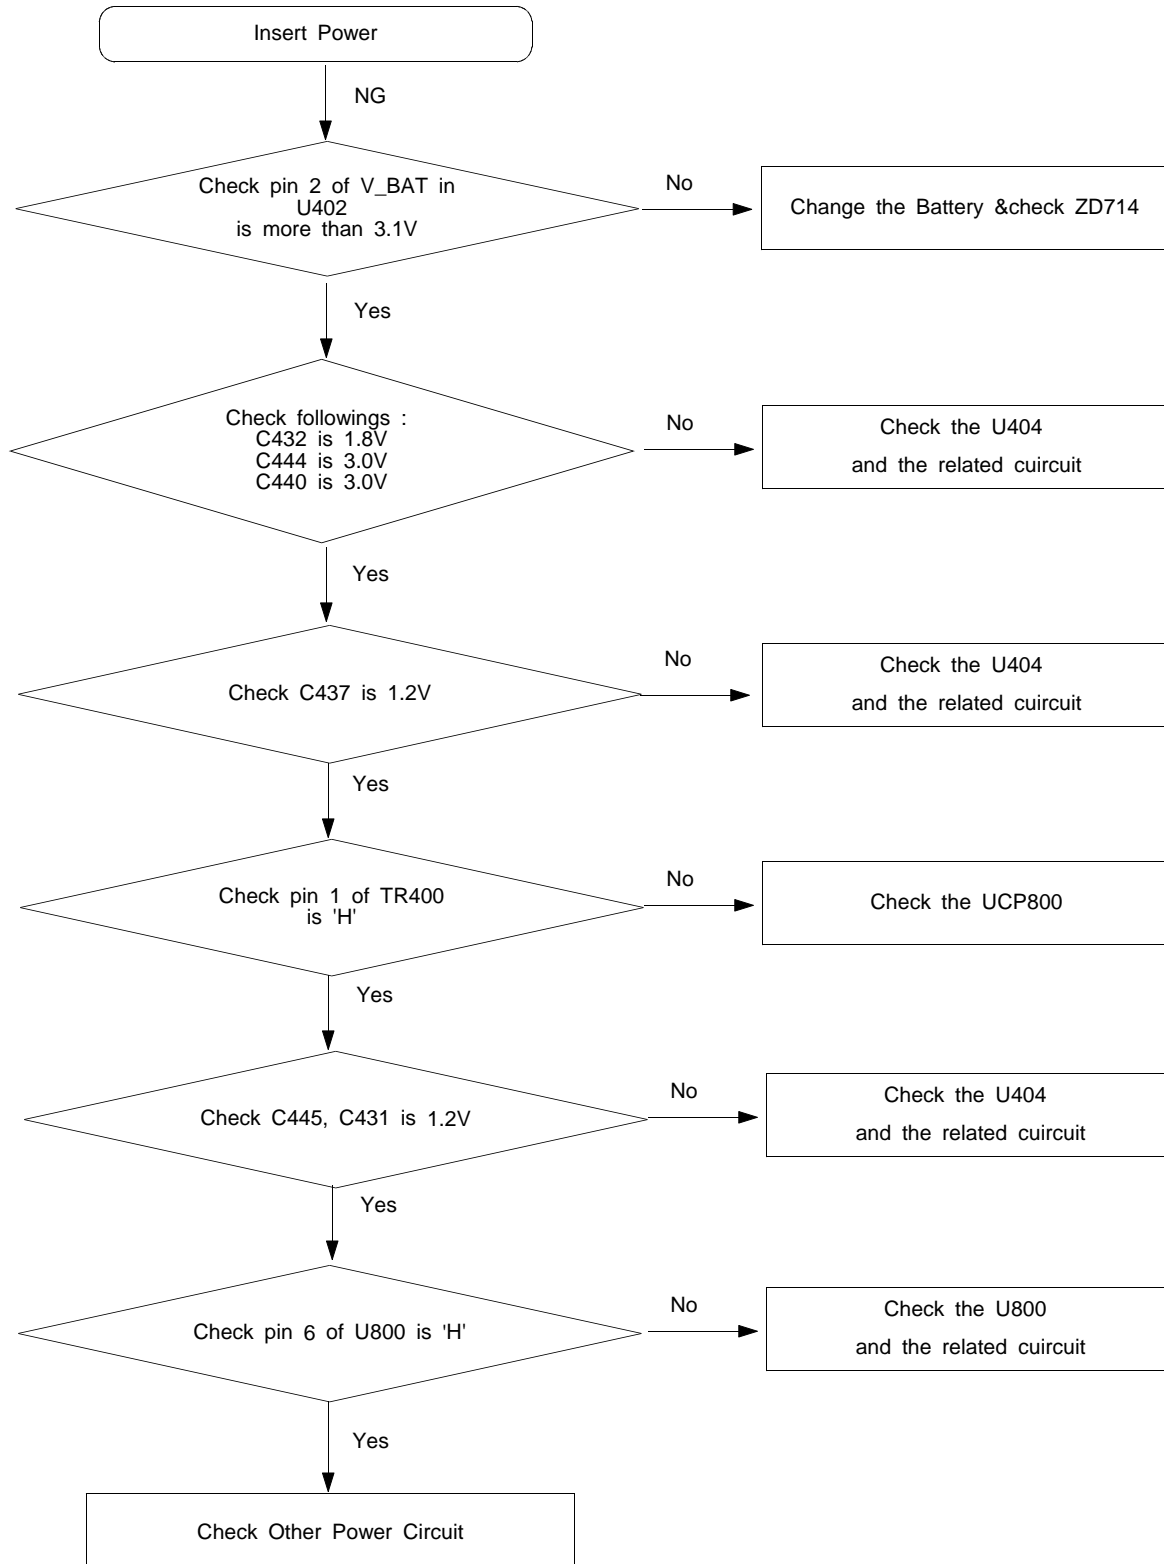 Insert Power
NG
Check pin 2 of V_BAT in
U402
is more than 3.1V
No
Change the Battery &check ZD714
Yes
Check followings :
C432 is 1.8V
C444 is 3.0V
C440 is 3.0V
No
Check the U404
and the related cuircuit
Yes
Check C437 is 1.2V
No
Check the U404
and the related cuircuit
Yes
Check pin 1 of TR400
is 'H'
No
Check the UCP800
Yes
Check C445, C431 is 1.2V
No
Check the U404
and the related cuircuit
Yes
Check pin 6 of U800 is 'H'
No
Check the U800
and the related cuircuit
Yes
Check Other Power Circuit